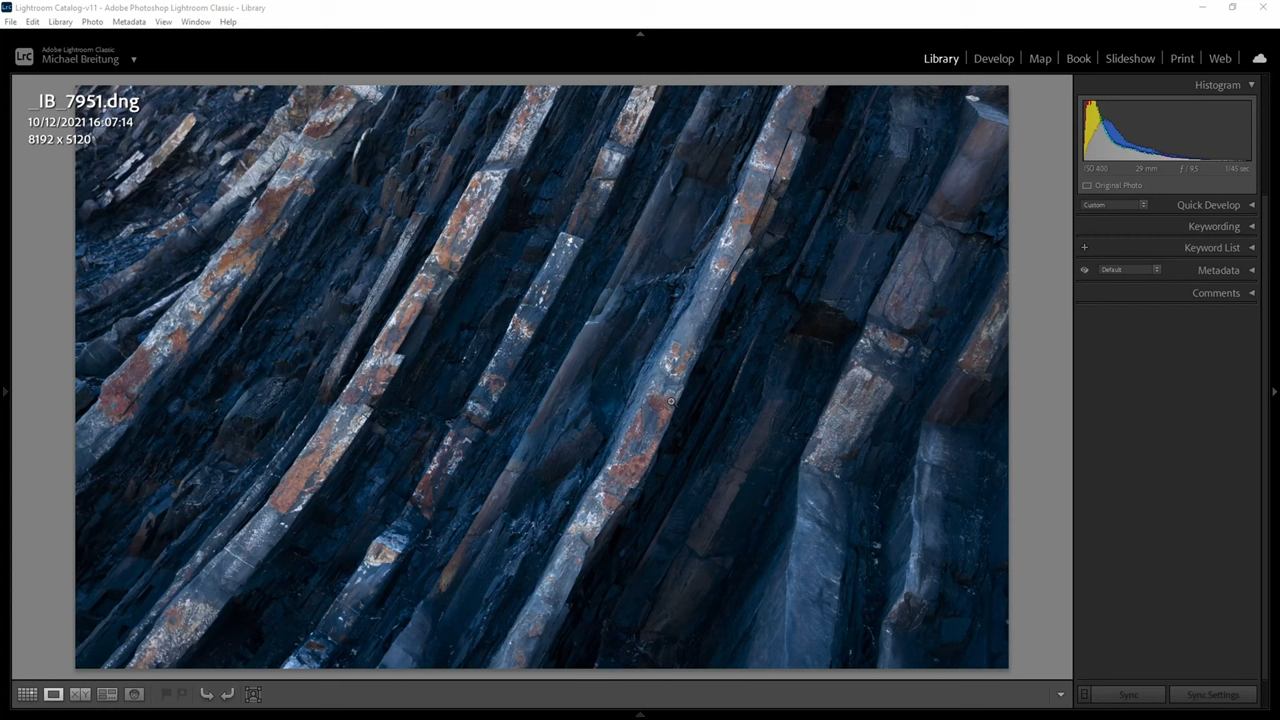 Lightroom Catalog-v11 - Adobe Photoshop Lightroom Classic - Library
File Edit Library Photo Metadata View Window Help
Lrc
Adobe Lightroom Classic
Michael Breitung
Library | Develop | Map | Book | Slideshow | Print | Web
_IB_7951.dng
10/12/2021 16:07:14
8192 x 5120
Histogram
ISO 400 29 mm ƒ / 9,5 1/45 sec
Original Photo
Custom Quick Develop
Keywording
+ Keyword List
Default Metadata
Comments
XY
Sync Sync Settings